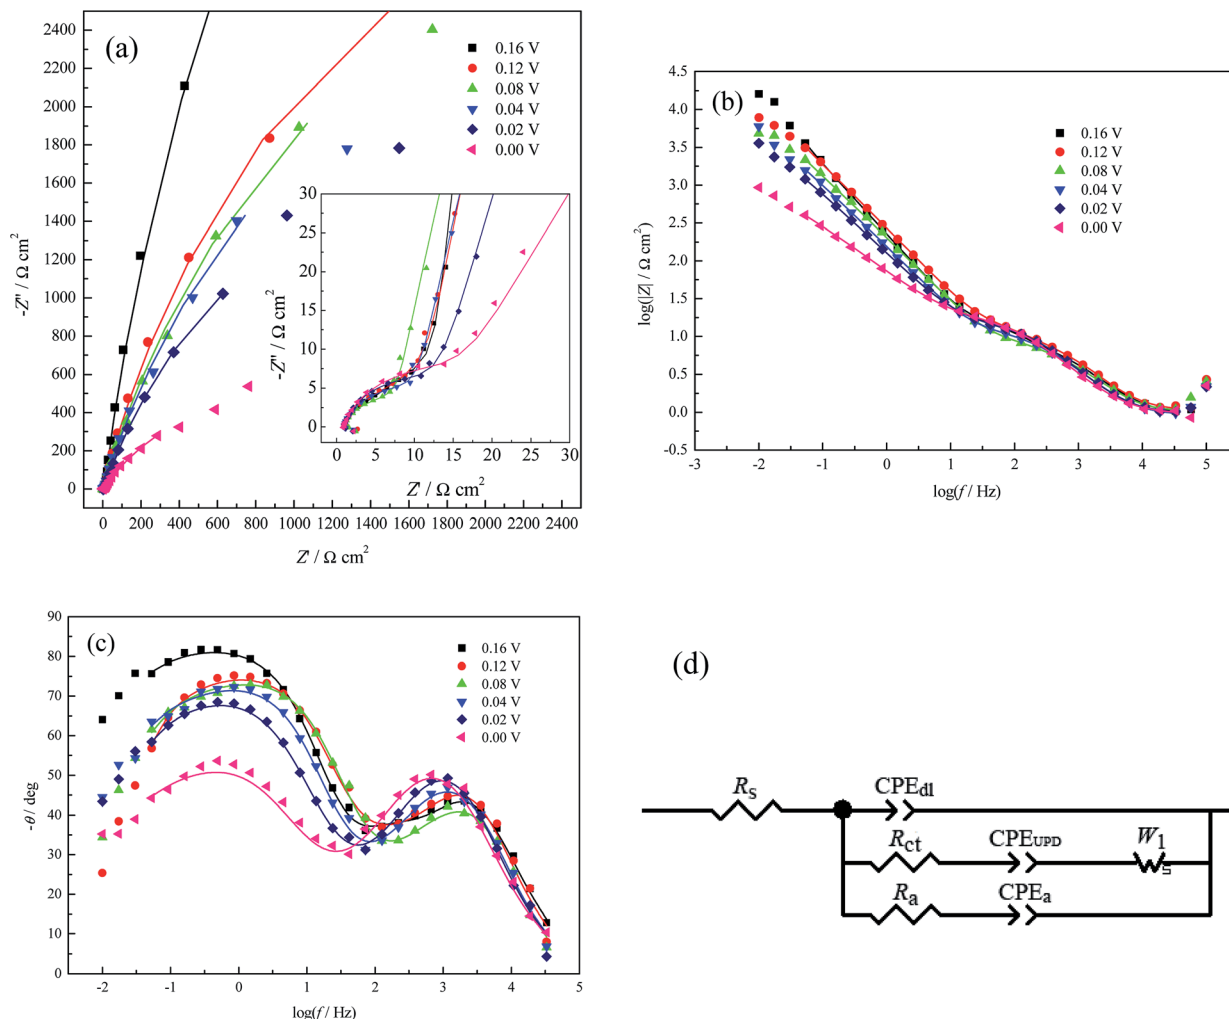 (a)
2400
2200
2000
1800
1600
1400
1200
1000
800
600
400
200
0
-Z'' / Ω cm²
0 200 400 600 800 1000 1200 1400 1600 1800 2000 2200 2400
Z' / Ω cm²
0.16 V
0.12 V
0.08 V
0.04 V
0.02 V
0.00 V
30
25
20
15
10
5
0
-Z'' / Ω cm²
0 5 10 15 20 25 30
Z' / Ω cm²
(b)
4.5
4.0
3.5
3.0
2.5
2.0
1.5
1.0
0.5
0.0
-0.5
log(|Z| / Ω cm²)
-3 -2 -1 0 1 2 3 4 5
log(f / Hz)
0.16 V
0.12 V
0.08 V
0.04 V
0.02 V
0.00 V
(c)
90
80
70
60
50
40
30
20
10
0
-θ / deg
-2 -1 0 1 2 3 4 5
log(f / Hz)
0.16 V
0.12 V
0.08 V
0.04 V
0.02 V
0.00 V
(d)
Rs CPEdl
Rct CPEUPD W1
s
Ra CPEa